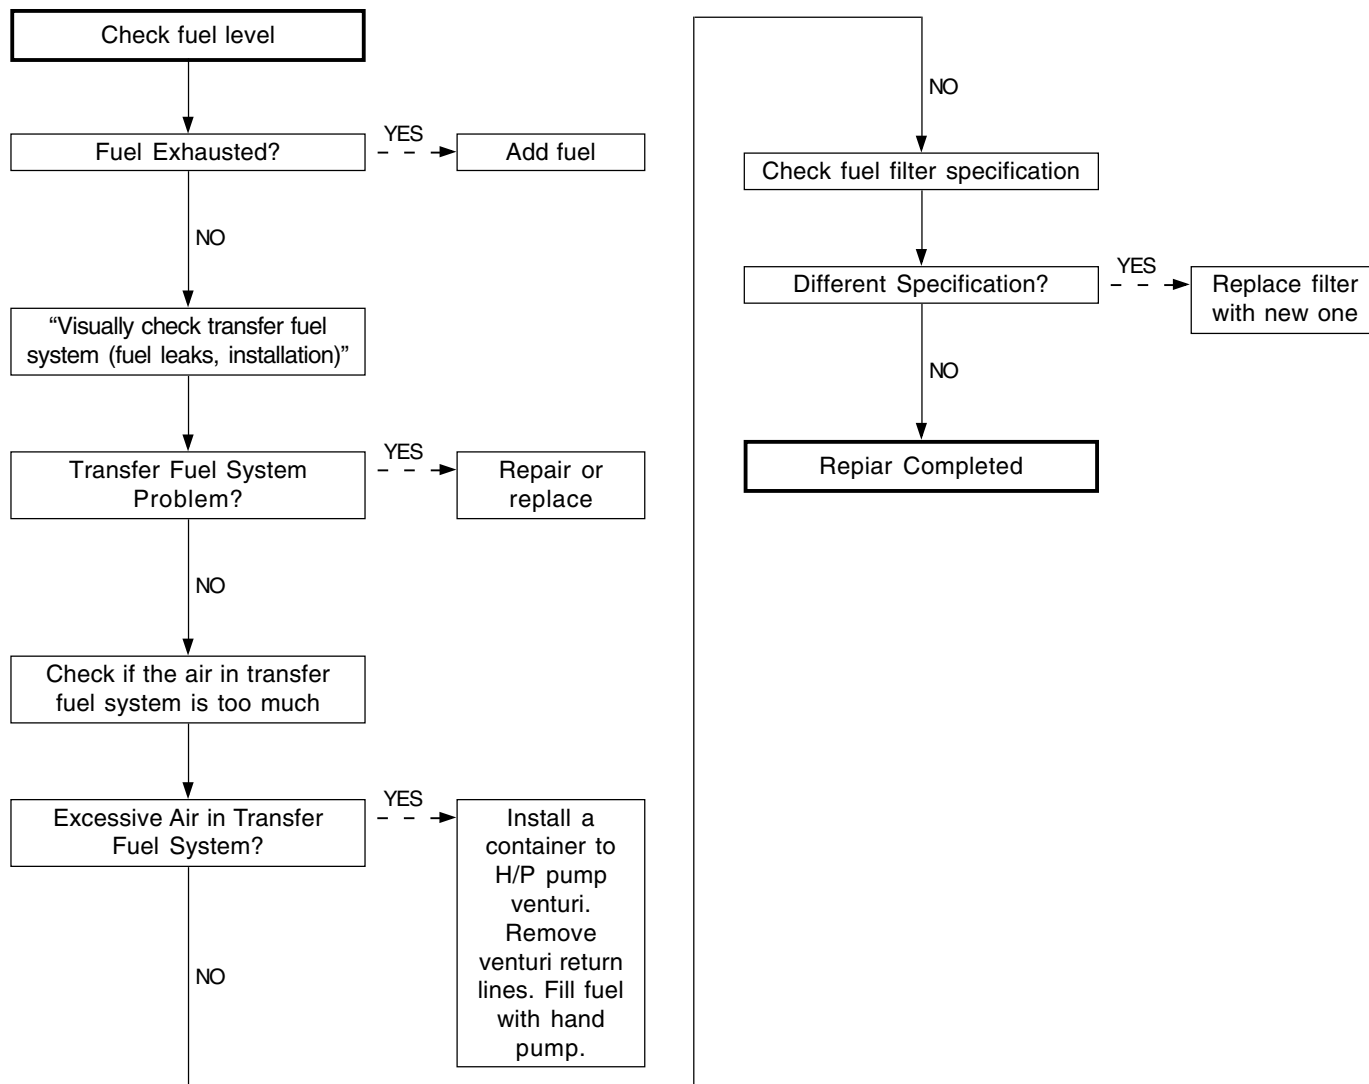 Check fuel level
Fuel Exhausted?
YES
Add fuel
NO
“Visually check transfer fuel
system (fuel leaks, installation)”
Transfer Fuel System
Problem?
YES
Repair or
replace
NO
Check if the air in transfer
fuel system is too much
Excessive Air in Transfer
Fuel System?
YES
Install a
container to
H/P pump
venturi.
Remove
venturi return
lines. Fill fuel
with hand
pump.
NO
NO
Check fuel filter specification
Different Specification?
YES
Replace filter
with new one
NO
Repiar Completed